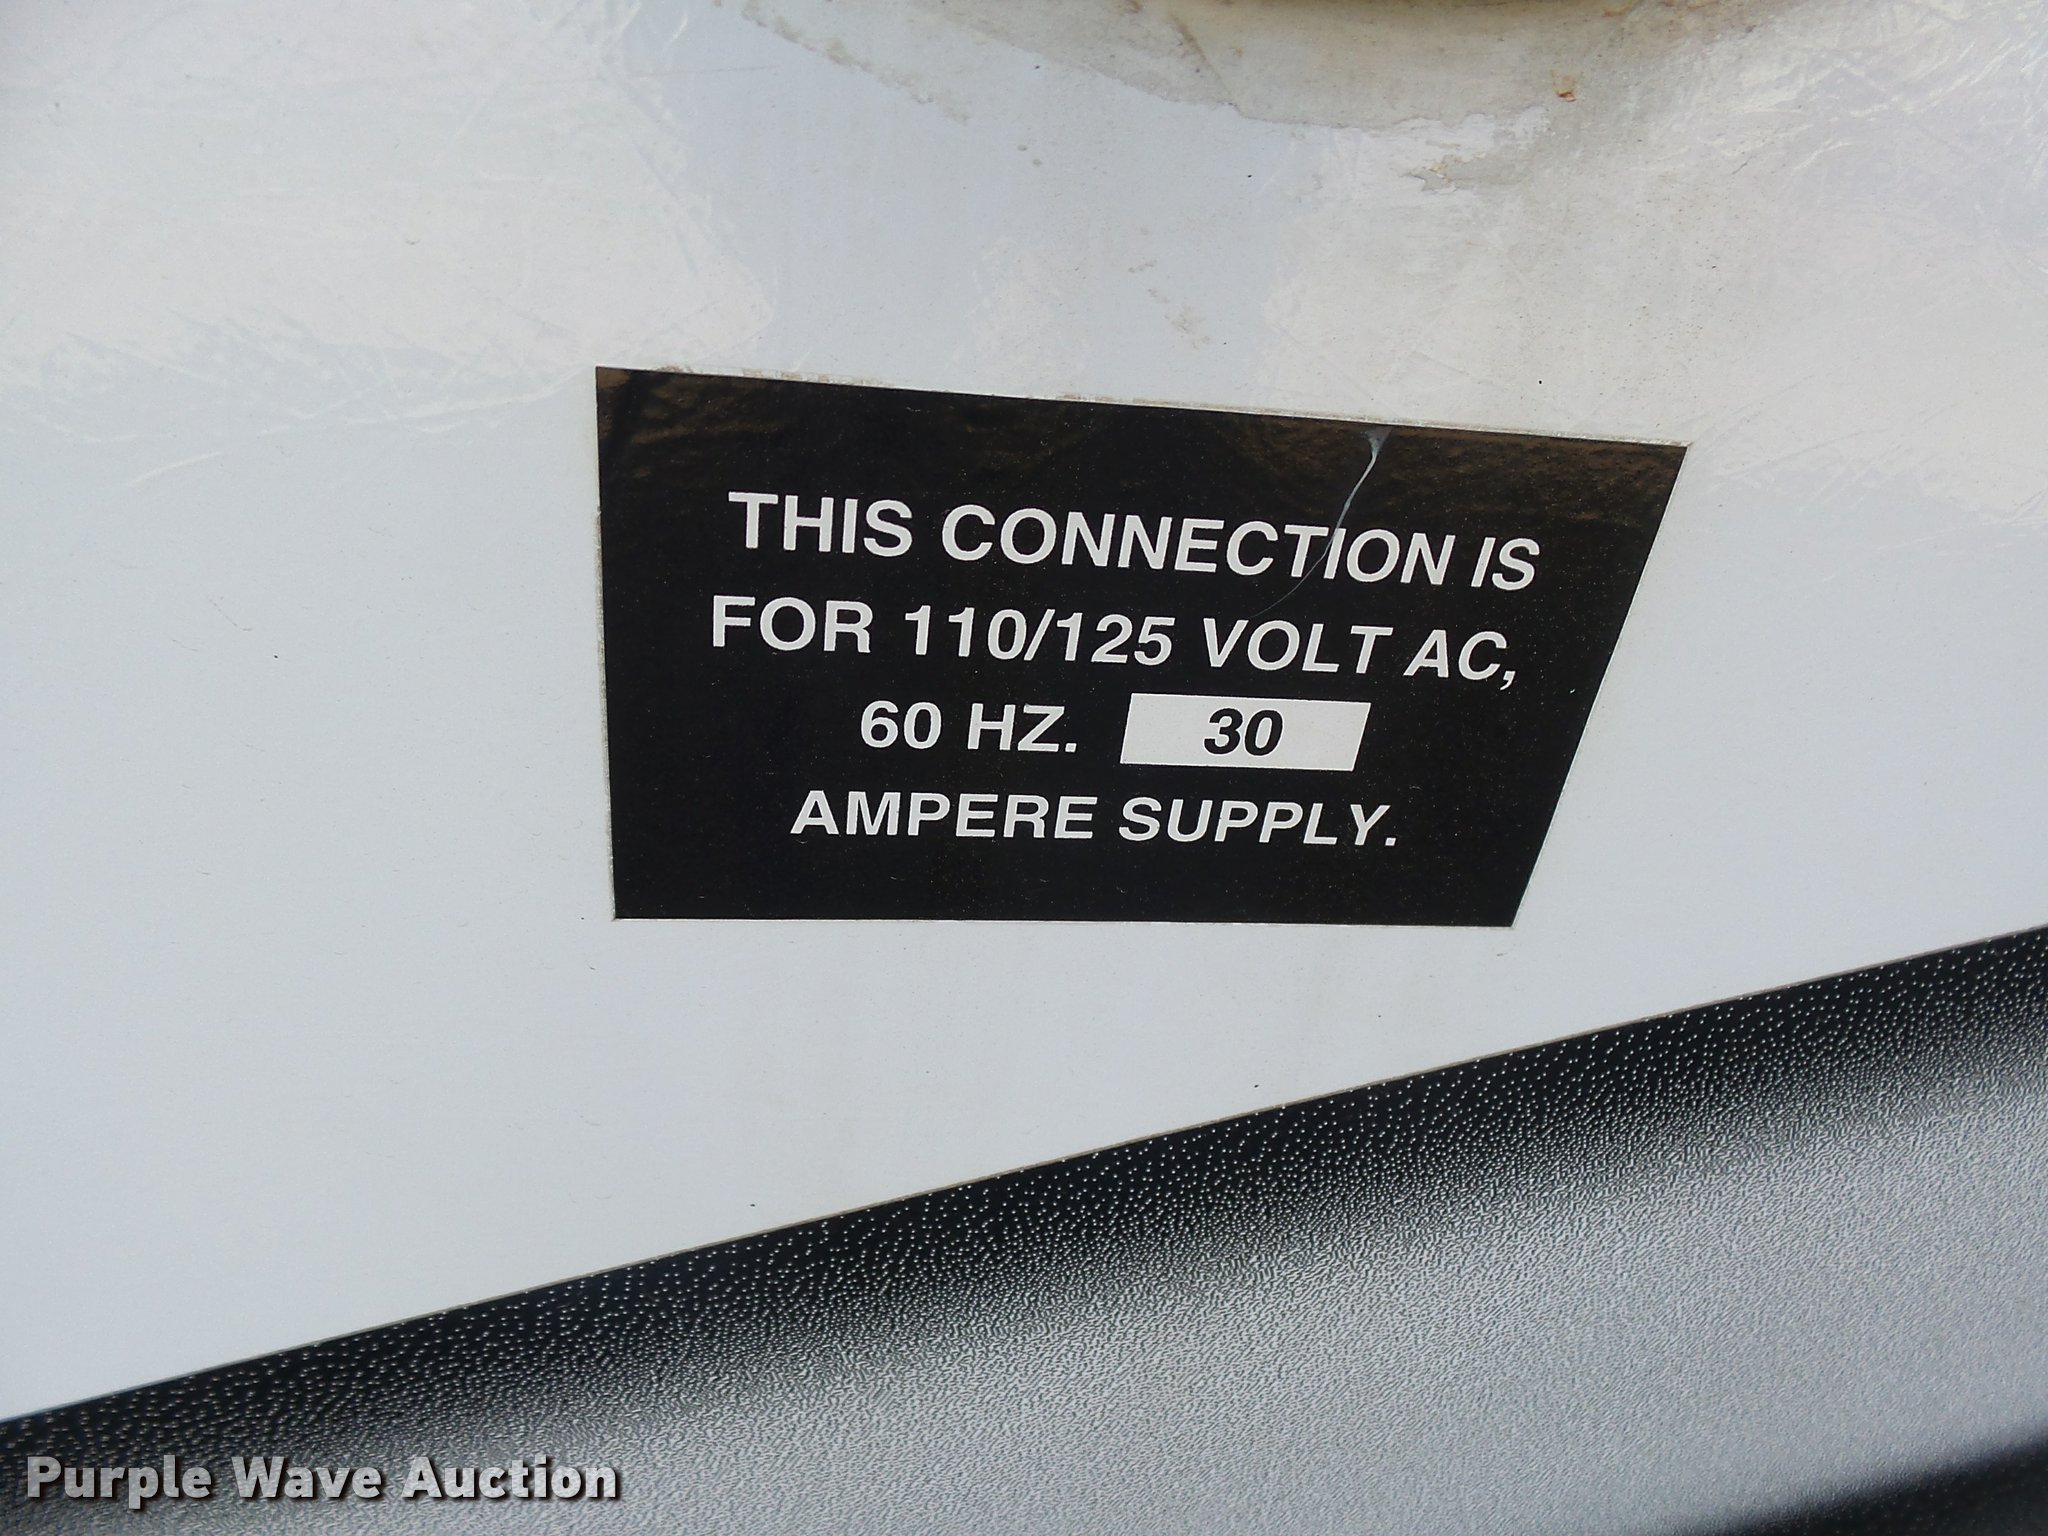 THIS CONNECTION IS
FOR 110/125 VOLT AC,
60 HZ. 30
AMPERE SUPPLY.
Purple Wave Auction